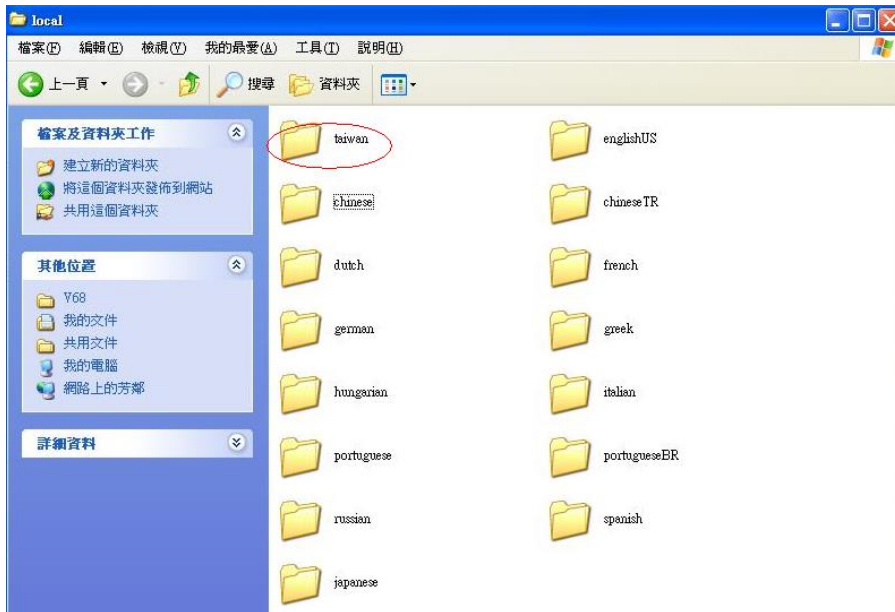 local
檔案(F) 編輯(E) 檢視(V) 我的最愛(A) 工具(T) 說明(H)
上一頁 搜尋 資料夾
檔案及資料夾工作
建立新的資料夾
將這個資料夾發佈到網站
共用這個資料夾
其他位置
V68
我的文件
共用文件
我的電腦
網路上的芳鄰
詳細資料
taiwan englishUS
chinese chineseTR
dutch french
german greek
hungarian italian
portuguese portugueseBR
russian spanish
japanese